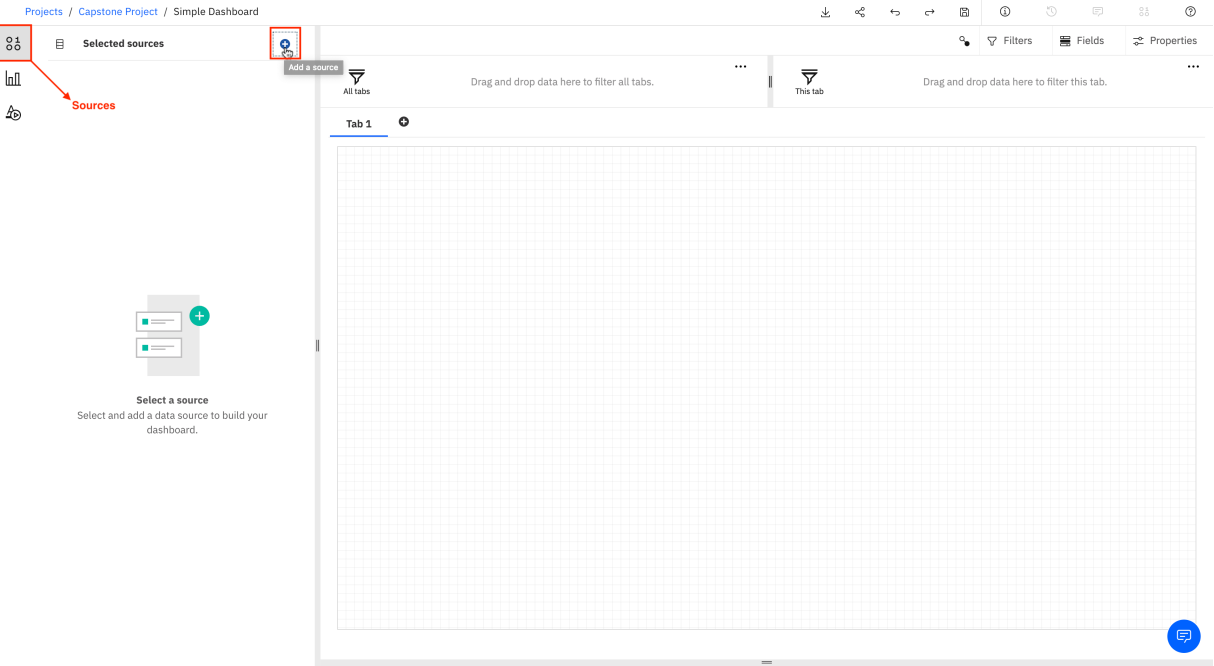 Projects / Capstone Project / Simple Dashboard
Selected sources
Filters
Fields
Properties
Add a source
Sources
All tabs
Drag and drop data here to filter all tabs.
This tab
Drag and drop data here to filter this tab.
Tab 1
Select a source
Select and add a data source to build your
dashboard.